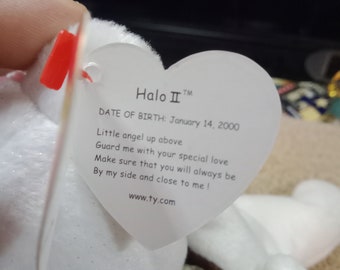 Halo II™
DATE OF BIRTH: January 14, 2000
Little angel up above
Guard me with your special love
Make sure that you will always be
By my side and close to me !
www.ty.com